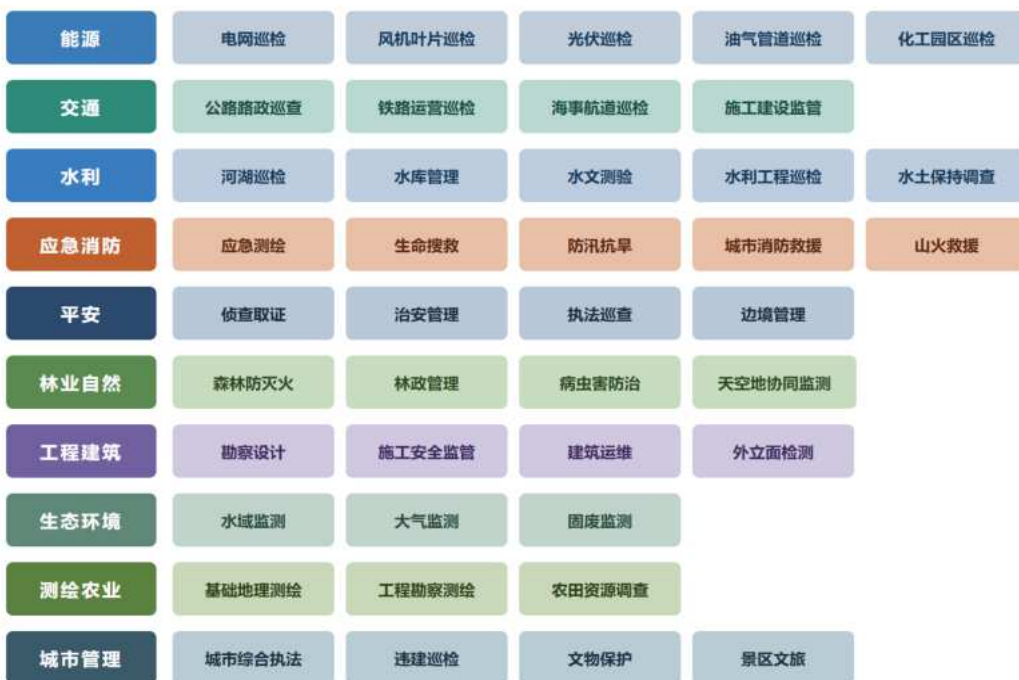 能源 电网巡检 风机叶片巡检 光伏巡检 油气管道巡检 化工园区巡检
交通 公路路政巡查 铁路运营巡检 海事航道巡检 施工建设监管
水利 河湖巡检 水库管理 水文测验 水利工程巡检 水土保持调查
应急消防 应急测绘 生命搜救 防汛抗旱 城市消防救援 山火救援
平安 侦查取证 治安管理 执法巡查 边境管理
林业自然 森林防灭火 林政管理 病虫害防治 天空地协同监测
工程建筑 勘察设计 施工安全监管 建筑运维 外立面检测
生态环境 水域监测 大气监测 固废监测
测绘农业 基础地理测绘 工程勘察测绘 农田资源调查
城市管理 城市综合执法 违建巡检 文物保护 景区文旅